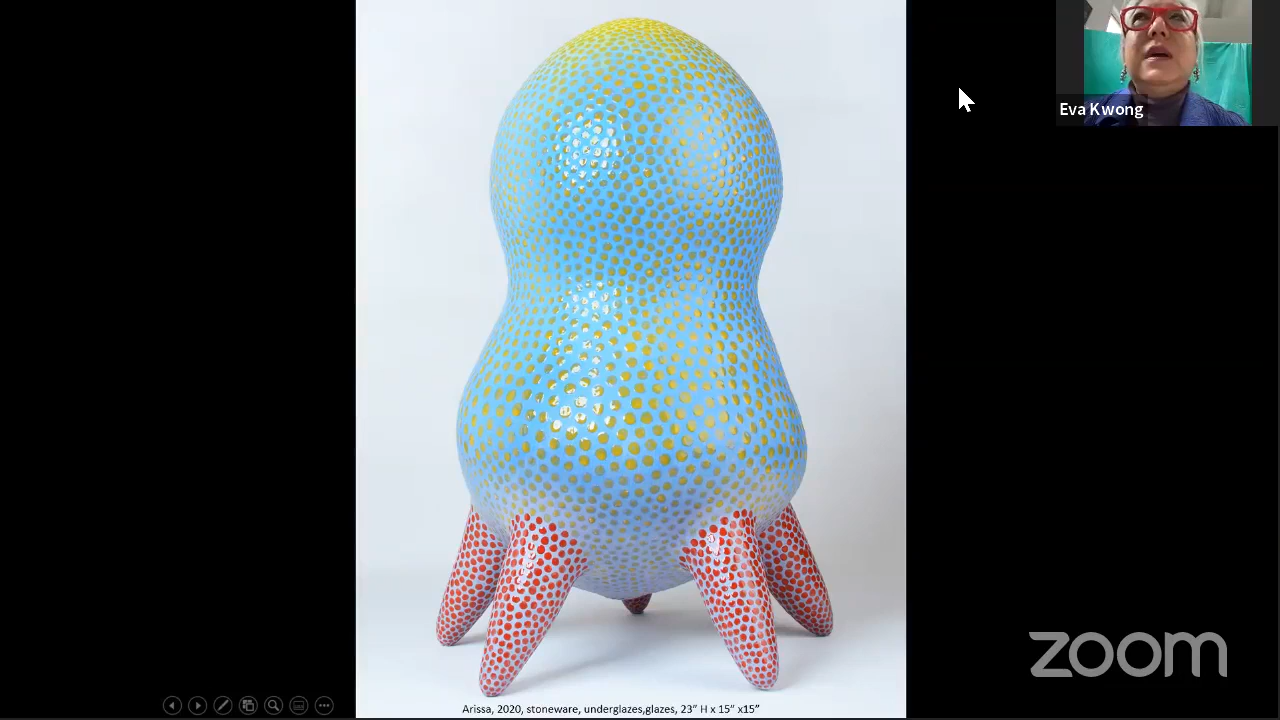 Eva Kwong
zoom
Arissa, 2020, stoneware, underglazes,glazes, 23" H x 15" x15"